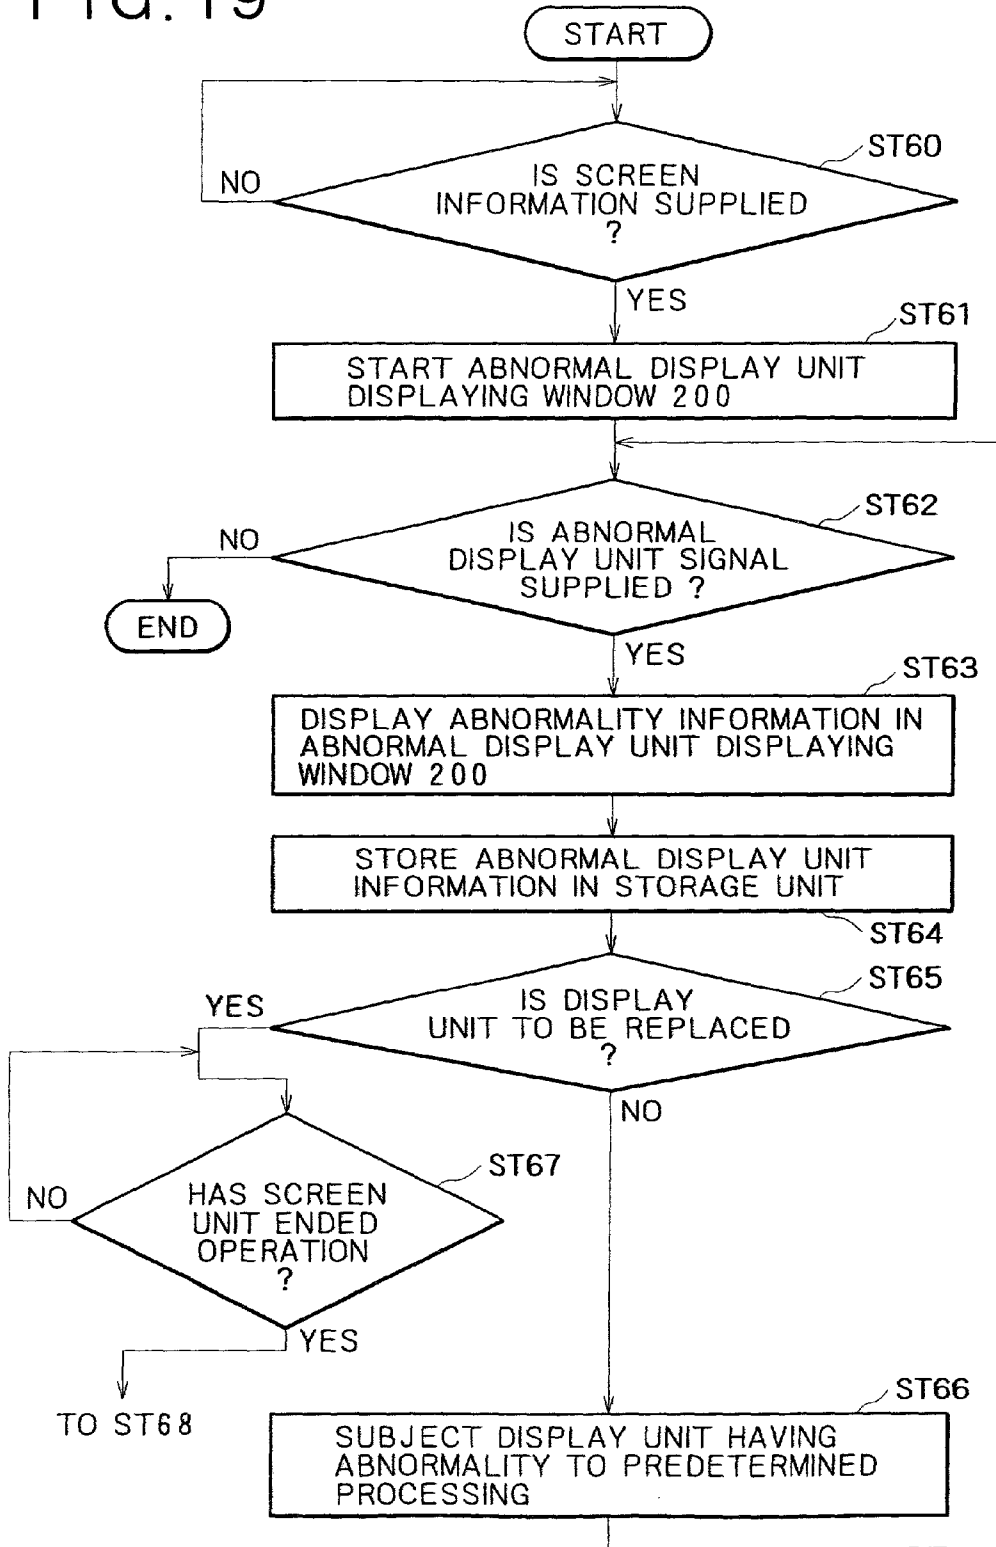 FIG. 19
START
ST60
IS SCREEN
INFORMATION SUPPLIED
?
NO
YES
ST61
START ABNORMAL DISPLAY UNIT
DISPLAYING WINDOW 200
ST62
IS ABNORMAL
DISPLAY UNIT SIGNAL
SUPPLIED ?
NO
END
YES
ST63
DISPLAY ABNORMALITY INFORMATION IN
ABNORMAL DISPLAY UNIT DISPLAYING
WINDOW 200
STORE ABNORMAL DISPLAY UNIT
INFORMATION IN STORAGE UNIT
ST64
ST65
IS DISPLAY
UNIT TO BE REPLACED
?
YES
NO
ST67
HAS SCREEN
UNIT ENDED
OPERATION
?
NO
YES
TO ST68
ST66
SUBJECT DISPLAY UNIT HAVING
ABNORMALITY TO PREDETERMINED
PROCESSING